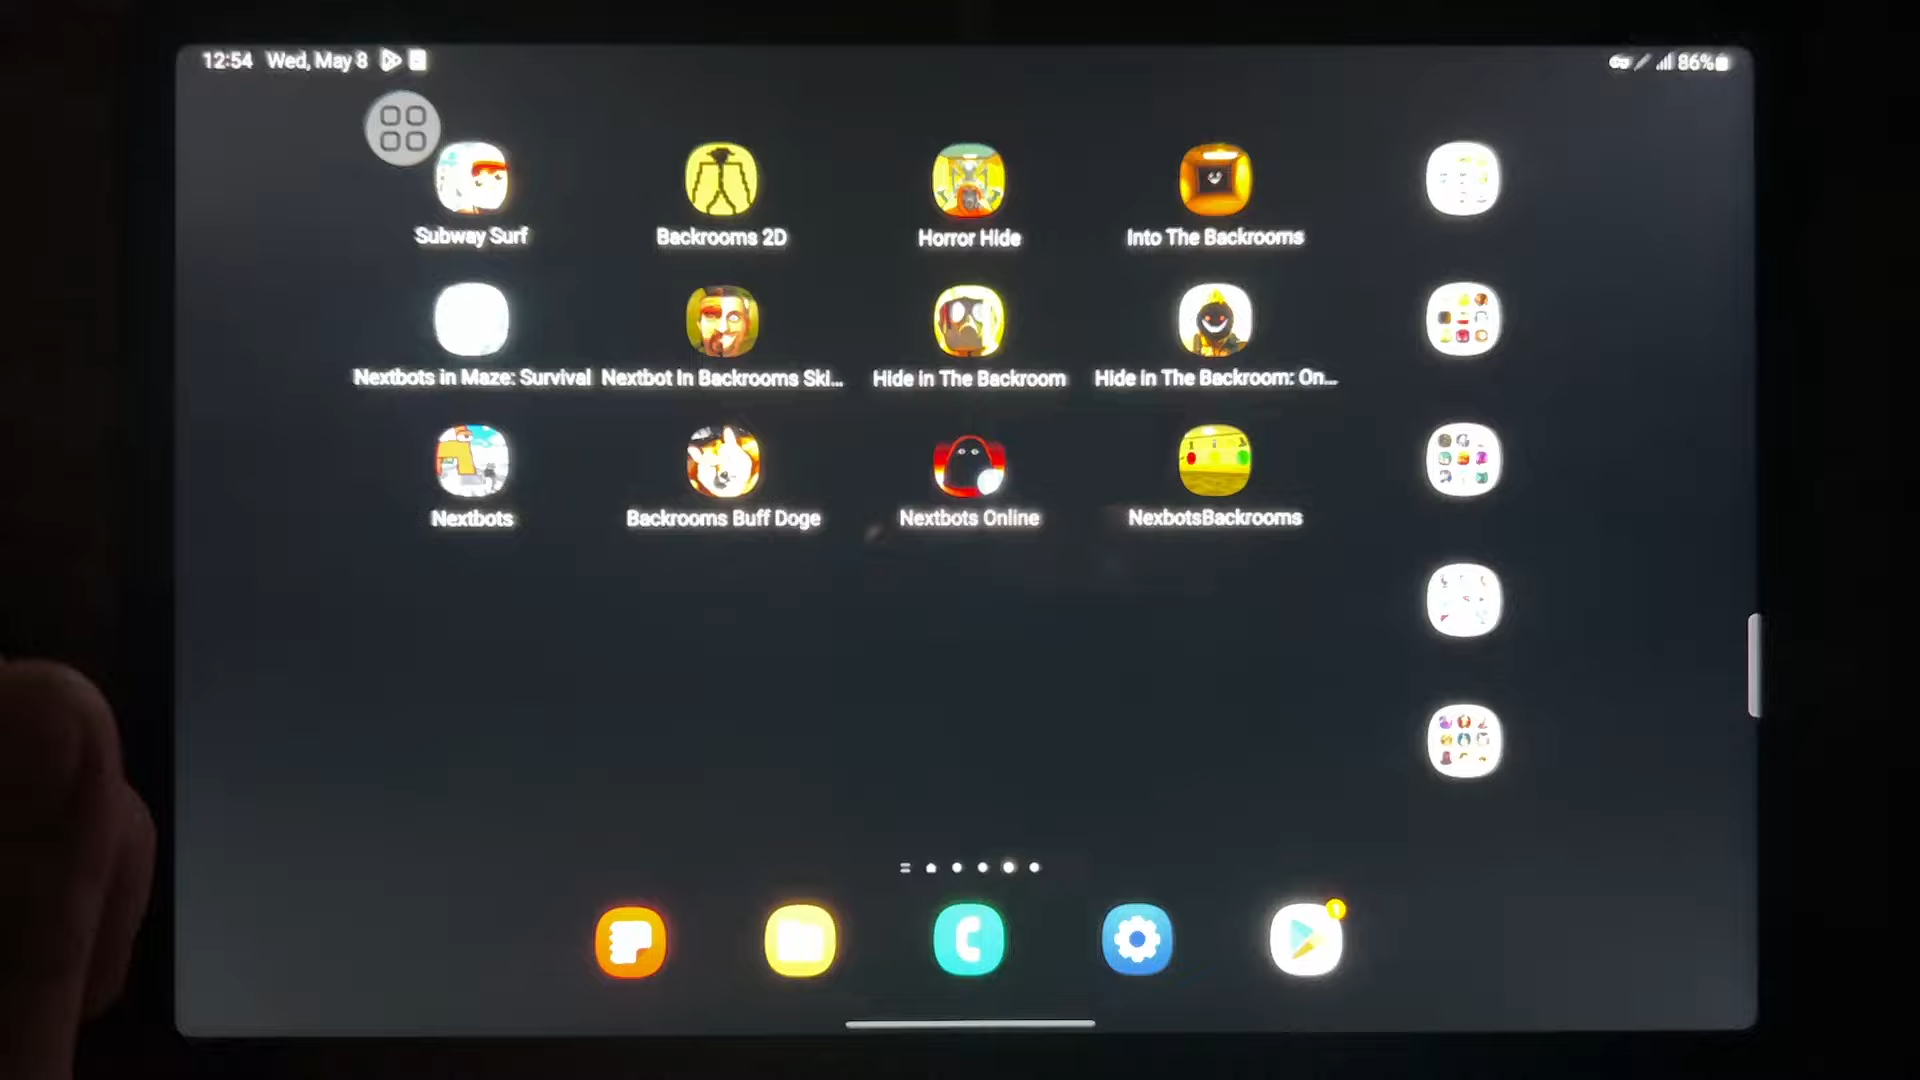 12:54 Wed, May 8
86%
Subway Surf
Backrooms 2D
Horror Hide
Into The Backrooms
Nextbots in Maze: Survival
Nextbot In Backrooms Ski...
Hide in The Backroom
Hide in The Backroom: On...
Nextbots
Backrooms Buff Doge
Nextbots Online
NexbotsBackrooms